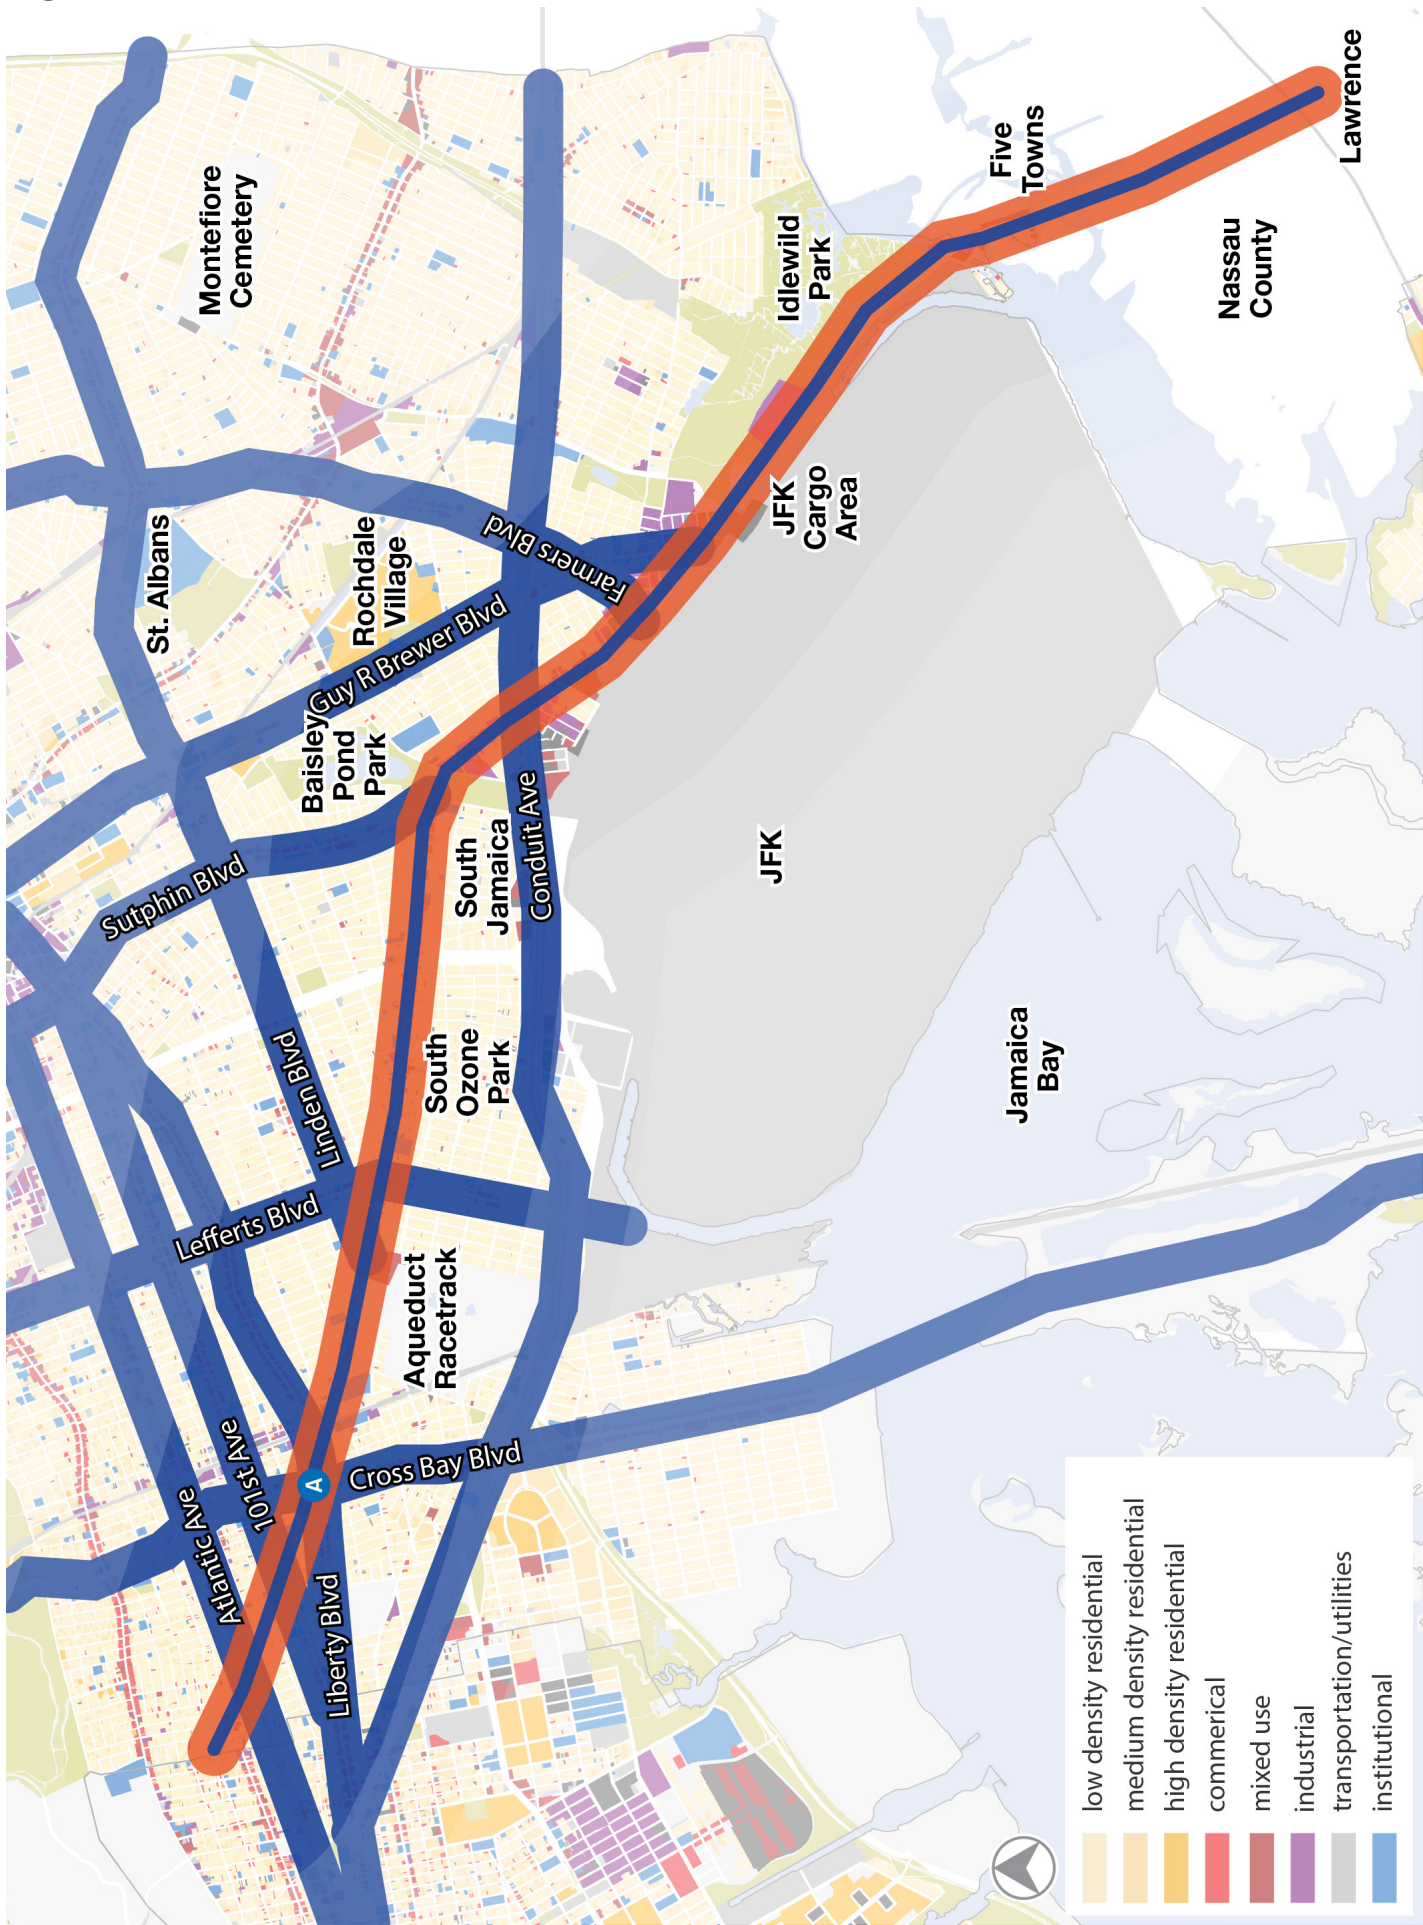 Montefiore
Cemetery
St. Albans
Rochdale
Village
Farmers Blvd
Guy R Brewer Blvd
Baisley
Pond
Park
Sutphin Blvd
Five
Towns
Lawrence
Idlewild
Park
Nassau
County
JFK
Cargo
Area
South
Jamaica
Conduit Ave
JFK
Linden Blvd
South
Ozone
Park
Jamaica
Bay
Lefferts Blvd
Aqueduct
Racetrack
101st Ave
A
Cross Bay Blvd
Atlantic Ave
Liberty Blvd
low density residential
medium density residential
high density residential
commerical
mixed use
industrial
transportation/utilities
institutional